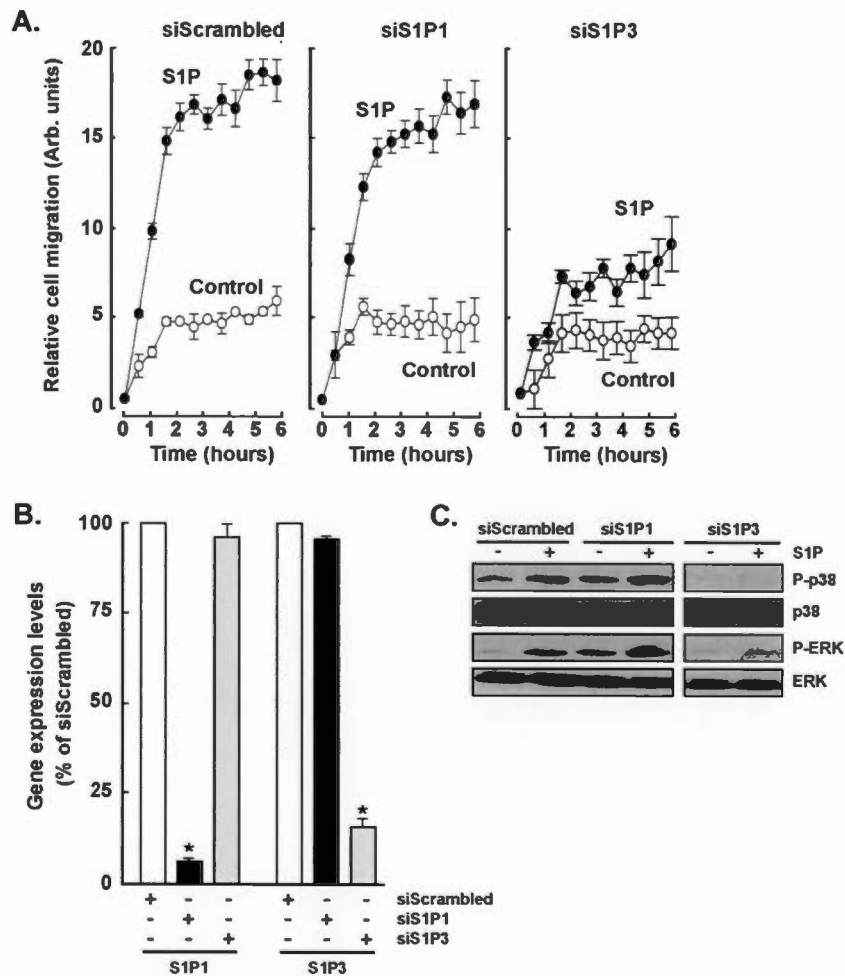 A.
siScrambled siS1P1 siS1P3
Relative cell migration (Arb. units)
20
15
10
5
0
S1P
Control
S1P
Control
S1P
Control
0 1 2 3 4 5 6 0 1 2 3 4 5 6 0 1 2 3 4 5 6
Time (hours) Time (hours) Time (hours)
B.
Gene expression levels
(% of siScrambled)
100
75
50
25
0
* *
+ - - + - - siScrambled
- + - - + - siS1P1
- - + - - + siS1P3
S1P1 S1P3
C.
siScrambled siS1P1 siS1P3
- + - + - + S1P
P-p38
p38
P-ERK
ERK